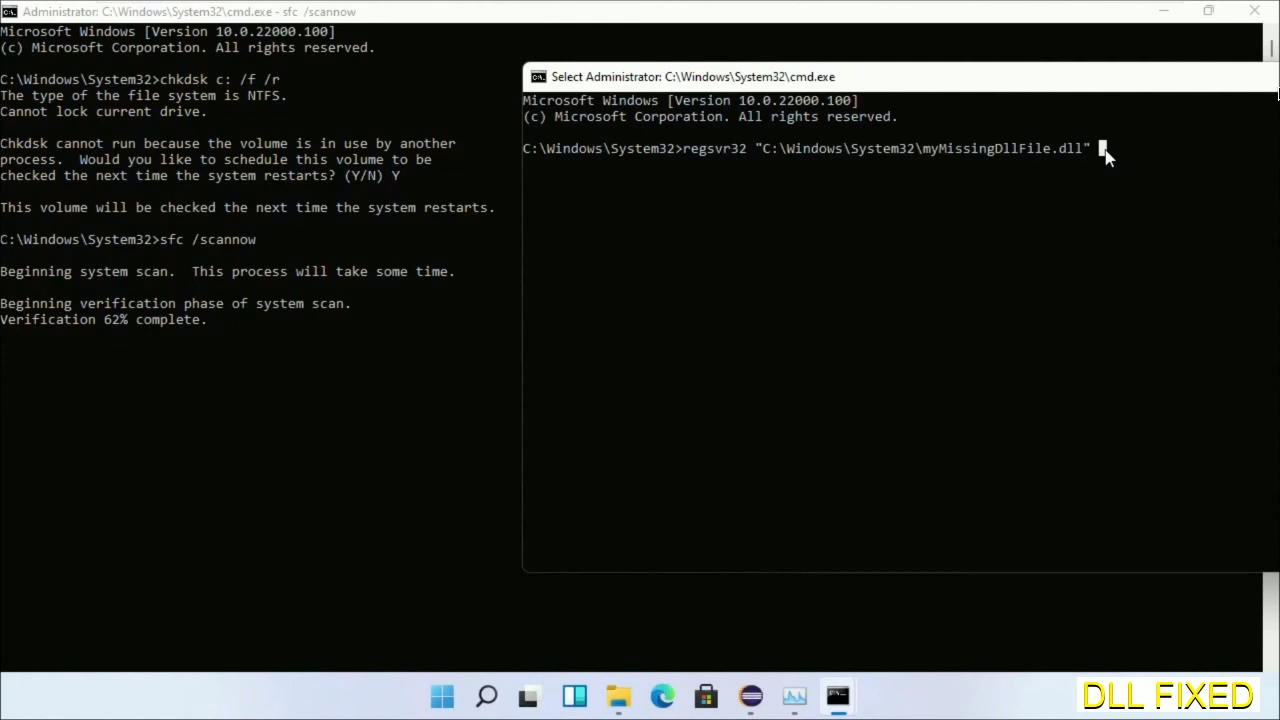 Administrator: C:\Windows\System32\cmd.exe - sfc /scannow
Microsoft Windows [Version 10.0.22000.100]
(c) Microsoft Corporation. All rights reserved.
C:\Windows\System32>chkdsk c: /f /r
The type of the file system is NTFS.
Cannot lock current drive.
Chkdsk cannot run because the volume is in use by another
process.  Would you like to schedule this volume to be
checked the next time the system restarts? (Y/N) Y
This volume will be checked the next time the system restarts.
C:\Windows\System32>sfc /scannow
Beginning system scan.  This process will take some time.
Beginning verification phase of system scan.
Verification 62% complete.
Select Administrator: C:\Windows\System32\cmd.exe
Microsoft Windows [Version 10.0.22000.100]
(c) Microsoft Corporation. All rights reserved.
C:\Windows\System32>regsvr32 "C:\Windows\System32\myMissingDllFile.dll"
DLL FIXED